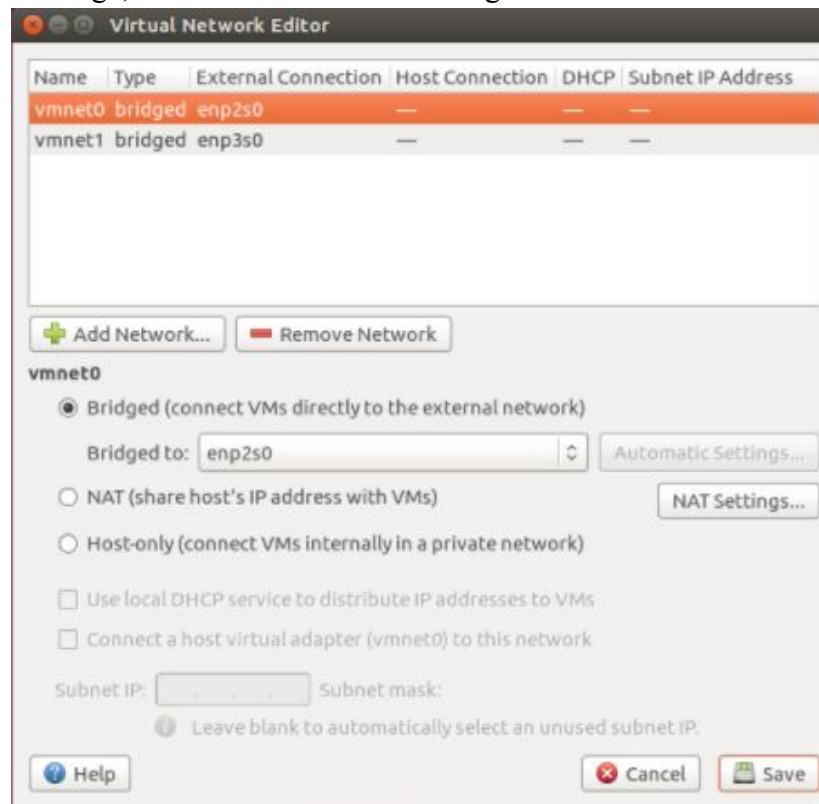 Virtual Network Editor
Name Type External Connection Host Connection DHCP Subnet IP Address
vmnet0 bridged enp2s0 — — —
vmnet1 bridged enp3s0 — — —
Add Network... Remove Network
vmnet0
Bridged (connect VMs directly to the external network)
Bridged to: enp2s0 Automatic Settings...
NAT (share host's IP address with VMs) NAT Settings...
Host-only (connect VMs internally in a private network)
Use local DHCP service to distribute IP addresses to VMs
Connect a host virtual adapter (vmnet0) to this network
Subnet IP: . . . Subnet mask:
Leave blank to automatically select an unused subnet IP.
Help Cancel Save